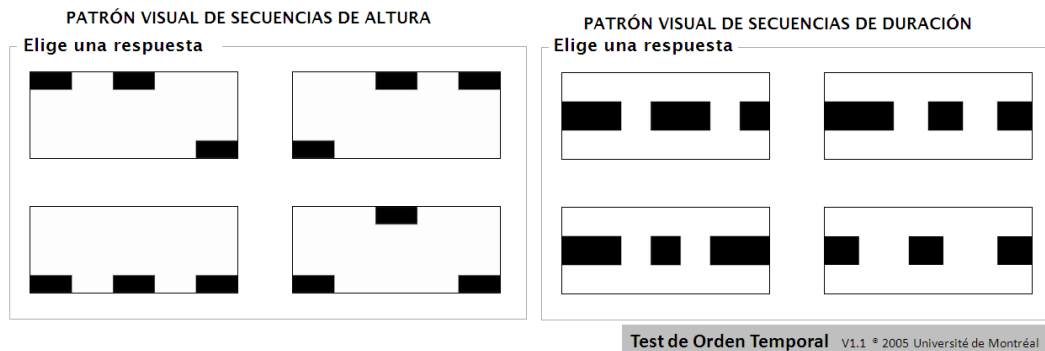 PATRÓN VISUAL DE SECUENCIAS DE ALTURA
Elige una respuesta
PATRÓN VISUAL DE SECUENCIAS DE DURACIÓN
Elige una respuesta
Test de Orden Temporal V1.1 © 2005 Université de Montréal